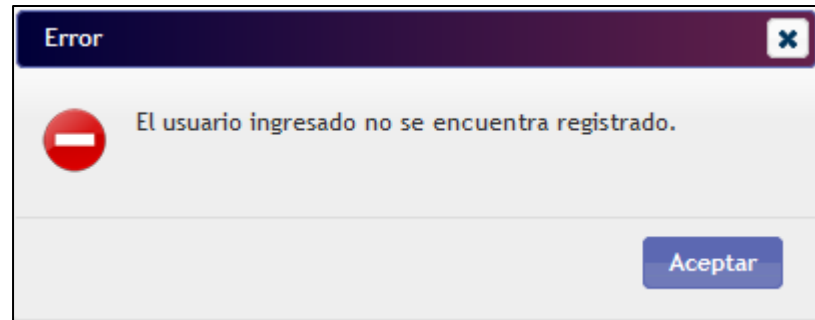 Error
El usuario ingresado no se encuentra registrado.
Aceptar